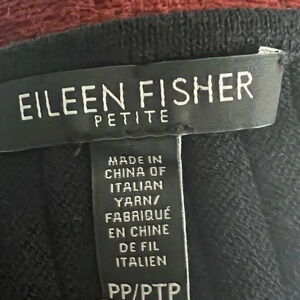 EILEEN FISHER
PETITE
MADE IN
CHINA OF
ITALIAN
YARN/
FABRIQUÉ
EN CHINE
DE FIL
ITALIEN
PP/PTP